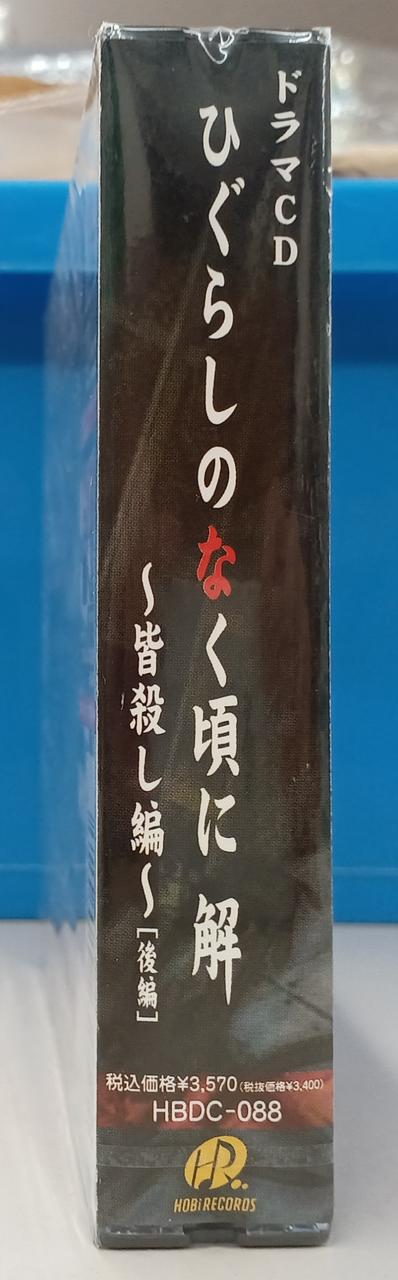 ドラマCD
ひぐらしのなく頃に 解
～皆殺し編～[後編]
税込価格¥3,570(税抜価格¥3,400)
HBDC-088
HR
HOBiRECORDS